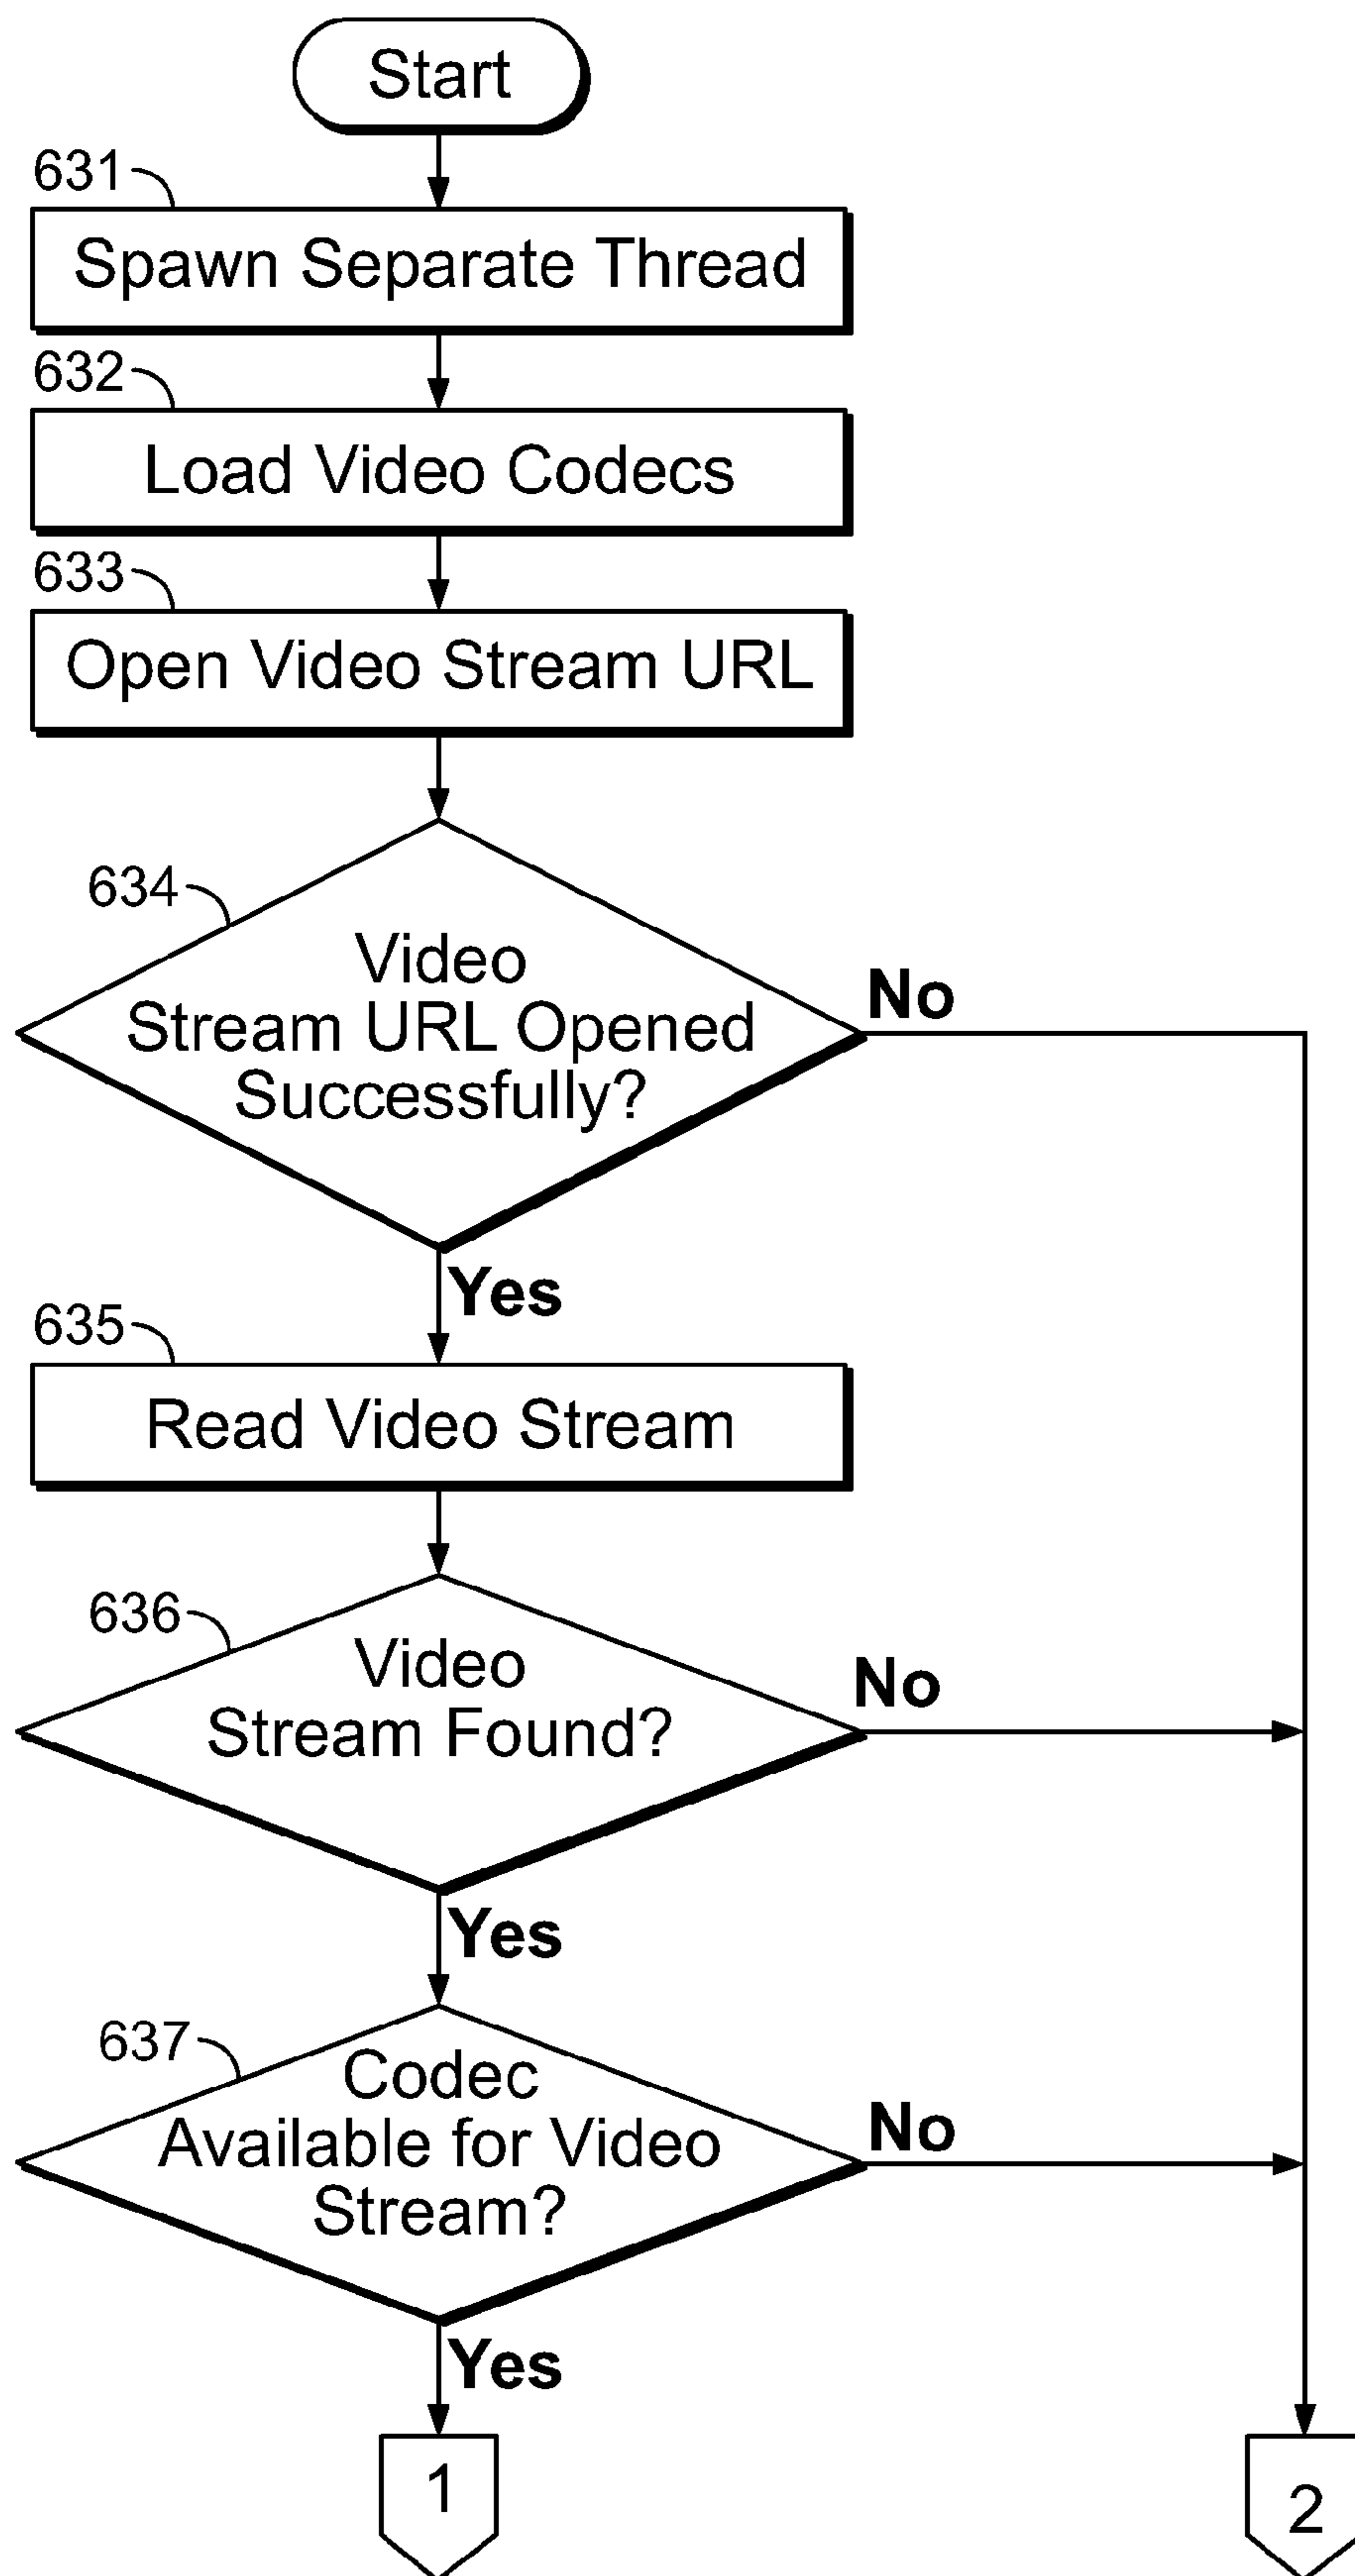 Start
631
Spawn Separate Thread
632
Load Video Codecs
633
Open Video Stream URL
634
Video
Stream URL Opened
Successfully?
No
Yes
635
Read Video Stream
636
Video
Stream Found?
No
Yes
637
Codec
Available for Video
Stream?
No
Yes
1
2